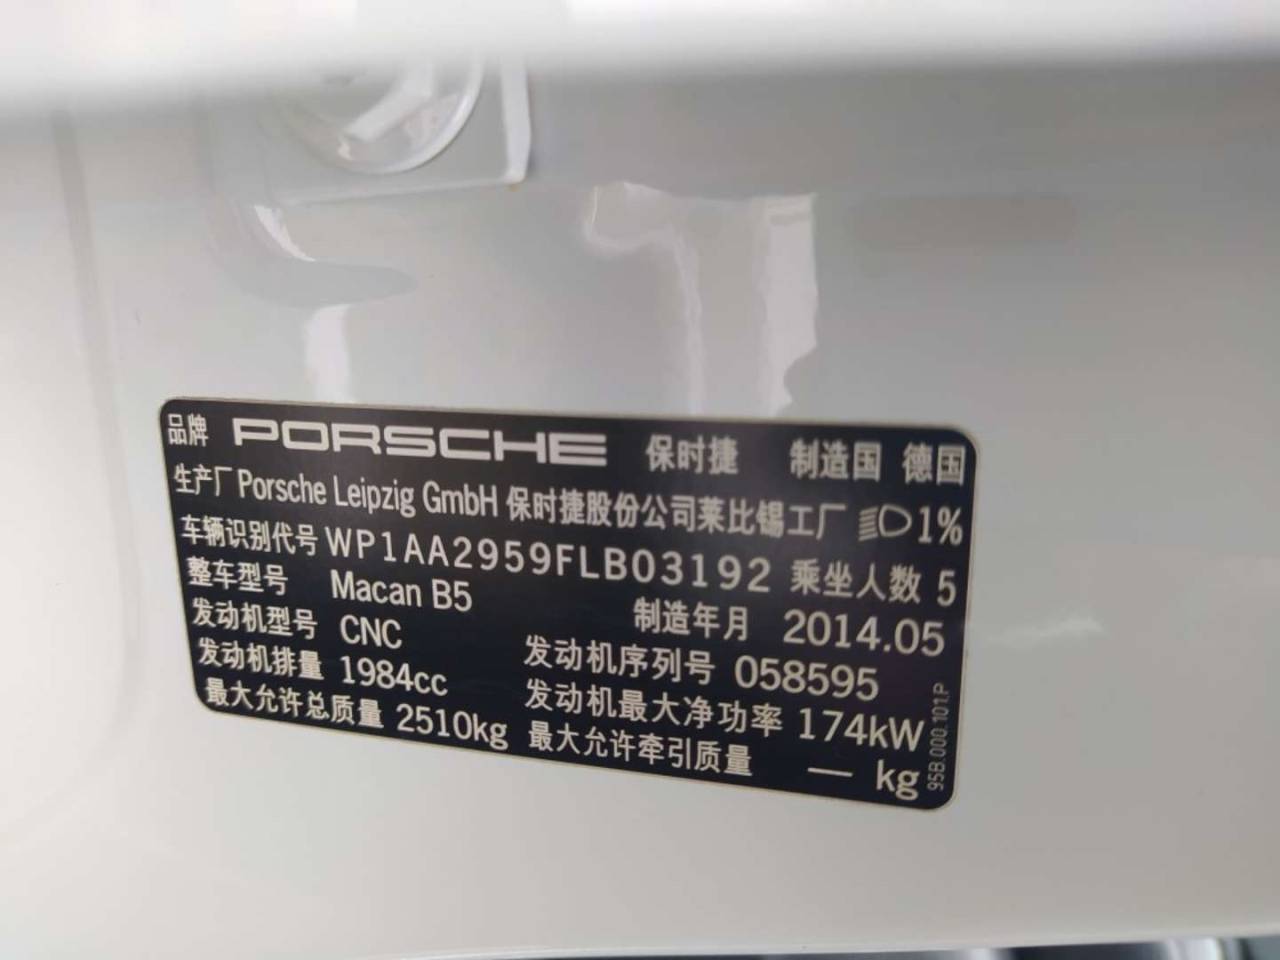 品牌 PORSCHE 保时捷 制造国 德国
生产厂 Porsche Leipzig GmbH 保时捷股份公司莱比锡工厂 1%
车辆识别代号 WP1AA2959FLB03192 乘坐人数 5
整车型号 Macan B5 制造年月 2014.05
发动机型号 CNC 发动机序列号 058595
发动机排量 1984cc 发动机最大净功率 174kW
最大允许总质量 2510kg 最大允许牵引质量 — kg
95B.000.101.P